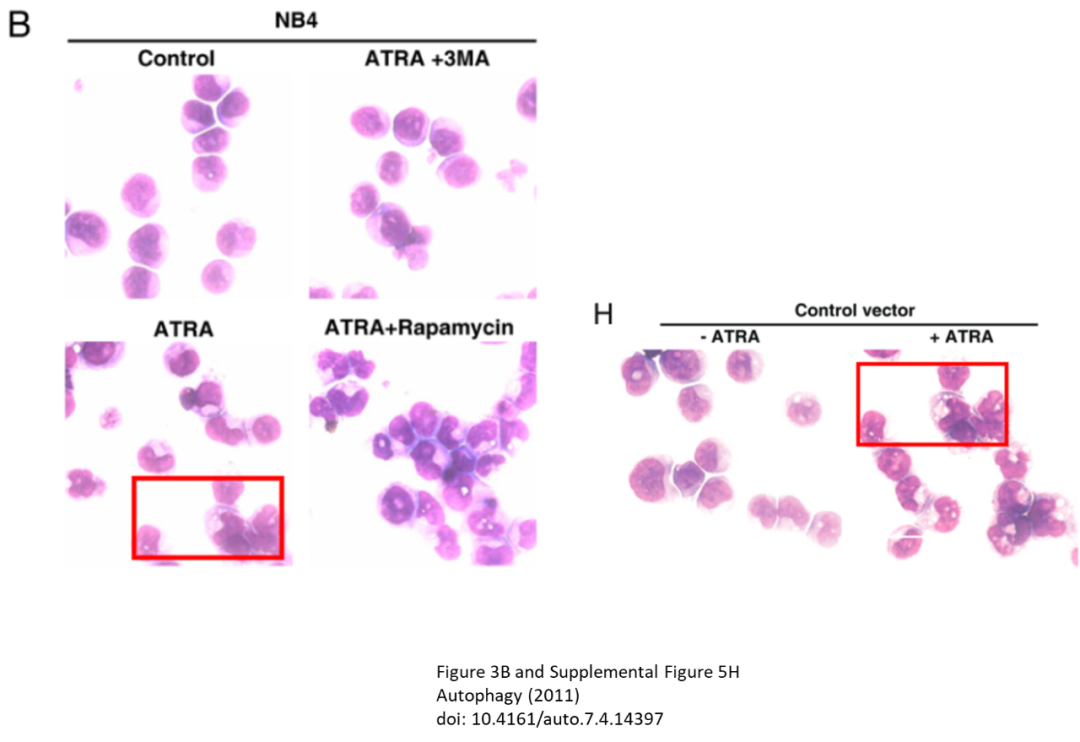 B
NB4
Control
ATRA +3MA
ATRA
ATRA+Rapamycin
H
Control vector
- ATRA
+ ATRA
Figure 3B and Supplemental Figure 5H
Autophagy (2011)
doi: 10.4161/auto.7.4.14397